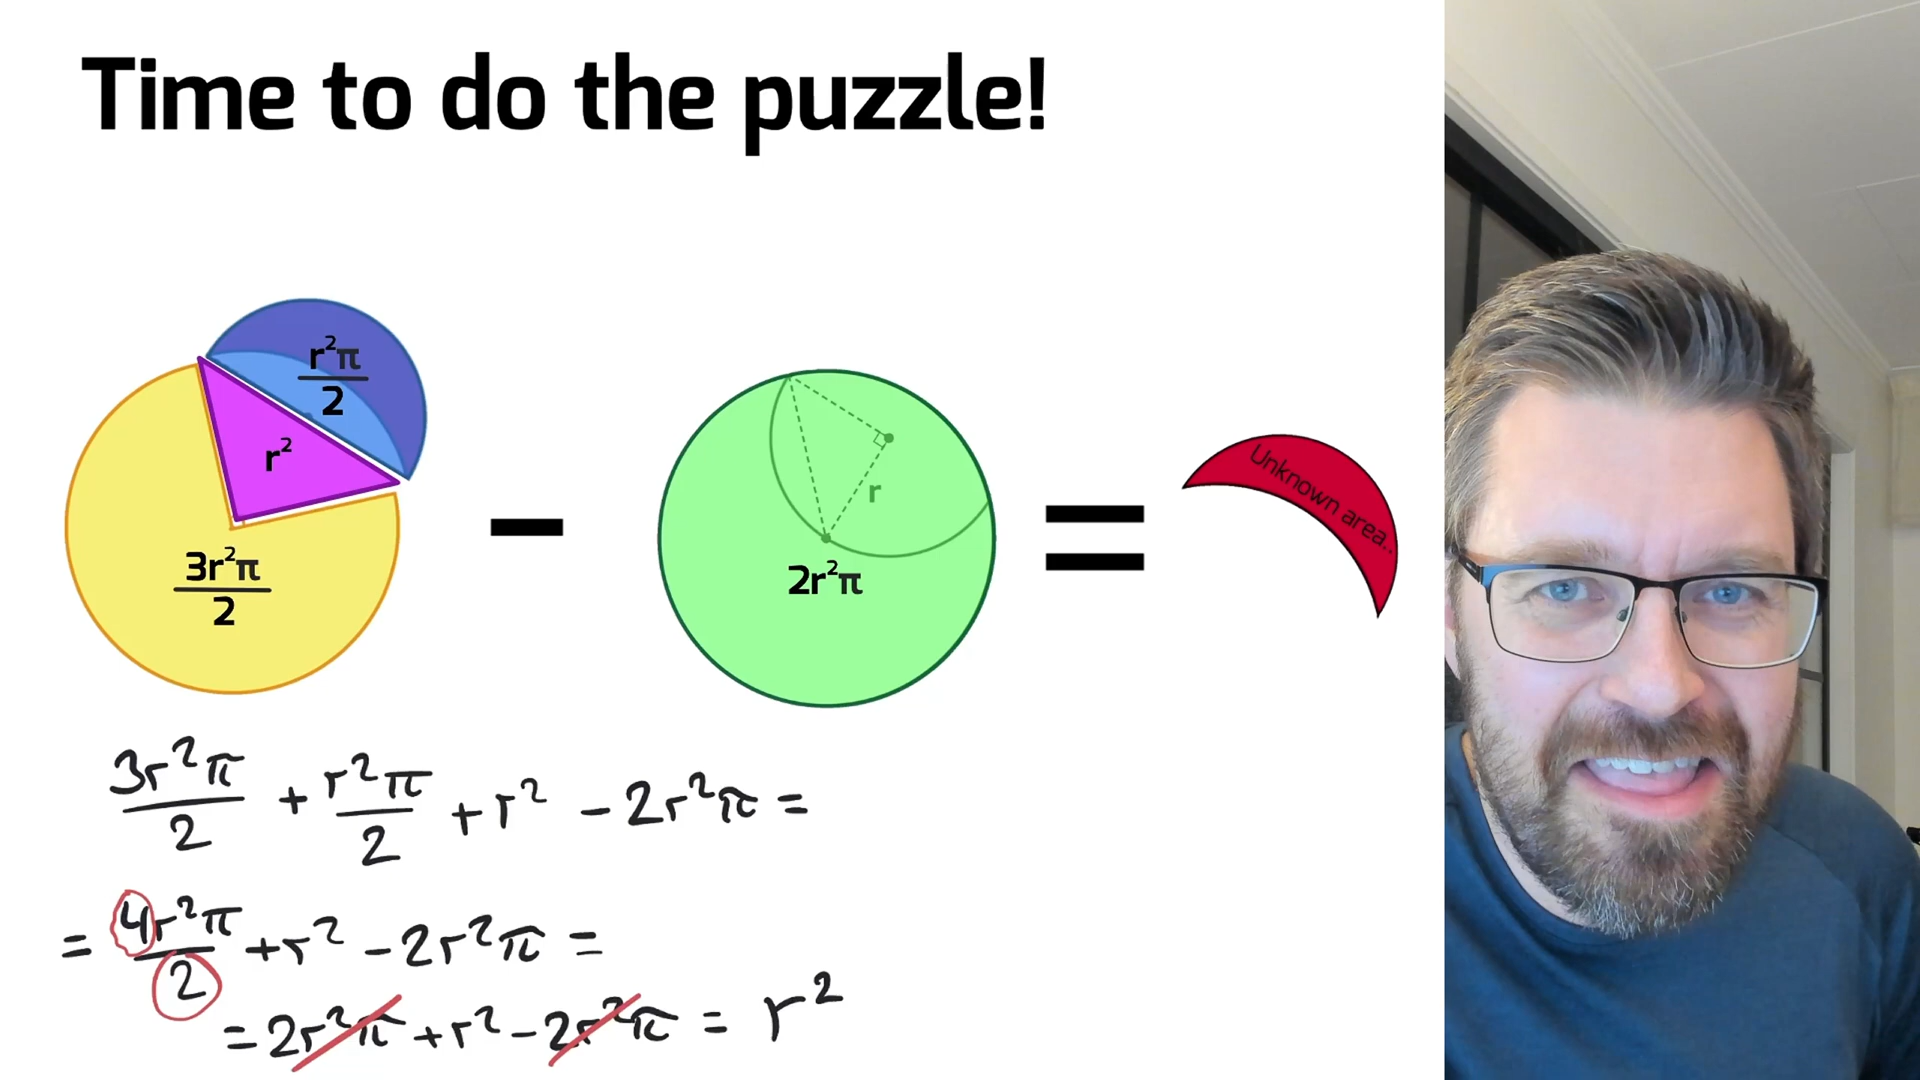 Time to do the puzzle!
r²π
2
r²
3r²π
2
−
r
2r²π
=
Unknown area..
3r²π/2 + r²π/2 + r² − 2r²π =
= 4r²π/2 + r² − 2r²π =
= 2r²π + r² − 2r²π = r²